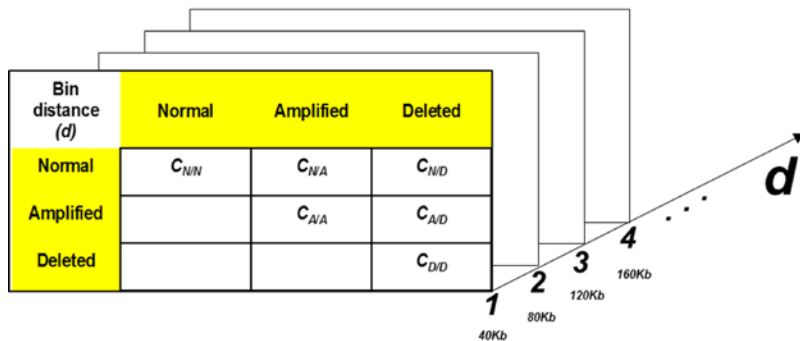 Bin
distance
(d)
Normal Amplified Deleted
Normal C_N/N C_N/A C_N/D
Amplified C_A/A C_A/D
Deleted C_D/D
d
1 2 3 4 ...
40Kb 80Kb 120Kb 160Kb